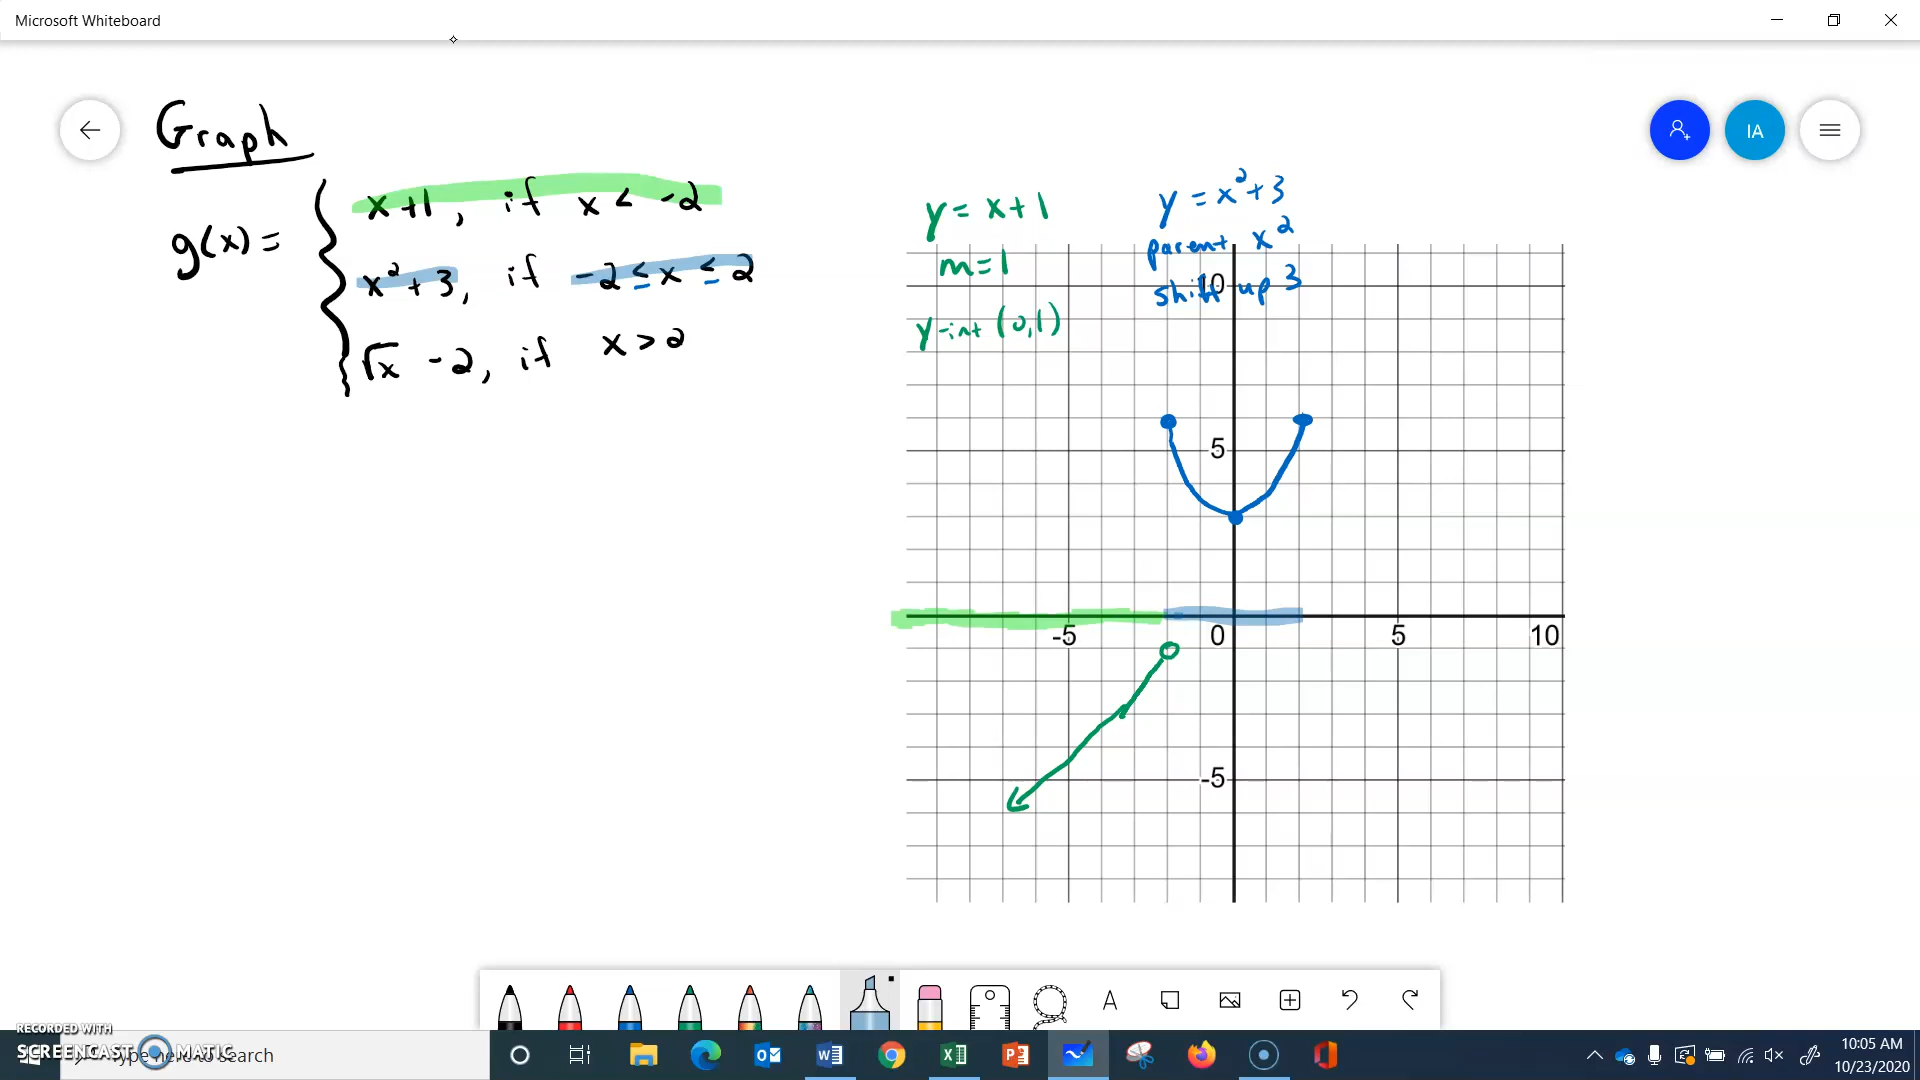 Microsoft Whiteboard
Graph
g(x) = { x+1, if x < -2
x² + 3, if -2 ≤ x ≤ 2
√x - 2, if x > 2
IA
y = x+1
m=1
y-int (0,1)
y = x²+3
parent x²
shift up 3
10
5
-5 0 5 10
-5
A
RECORDED WITH
SCREENCAST MATIC
Type here to search
10:05 AM
10/23/2020